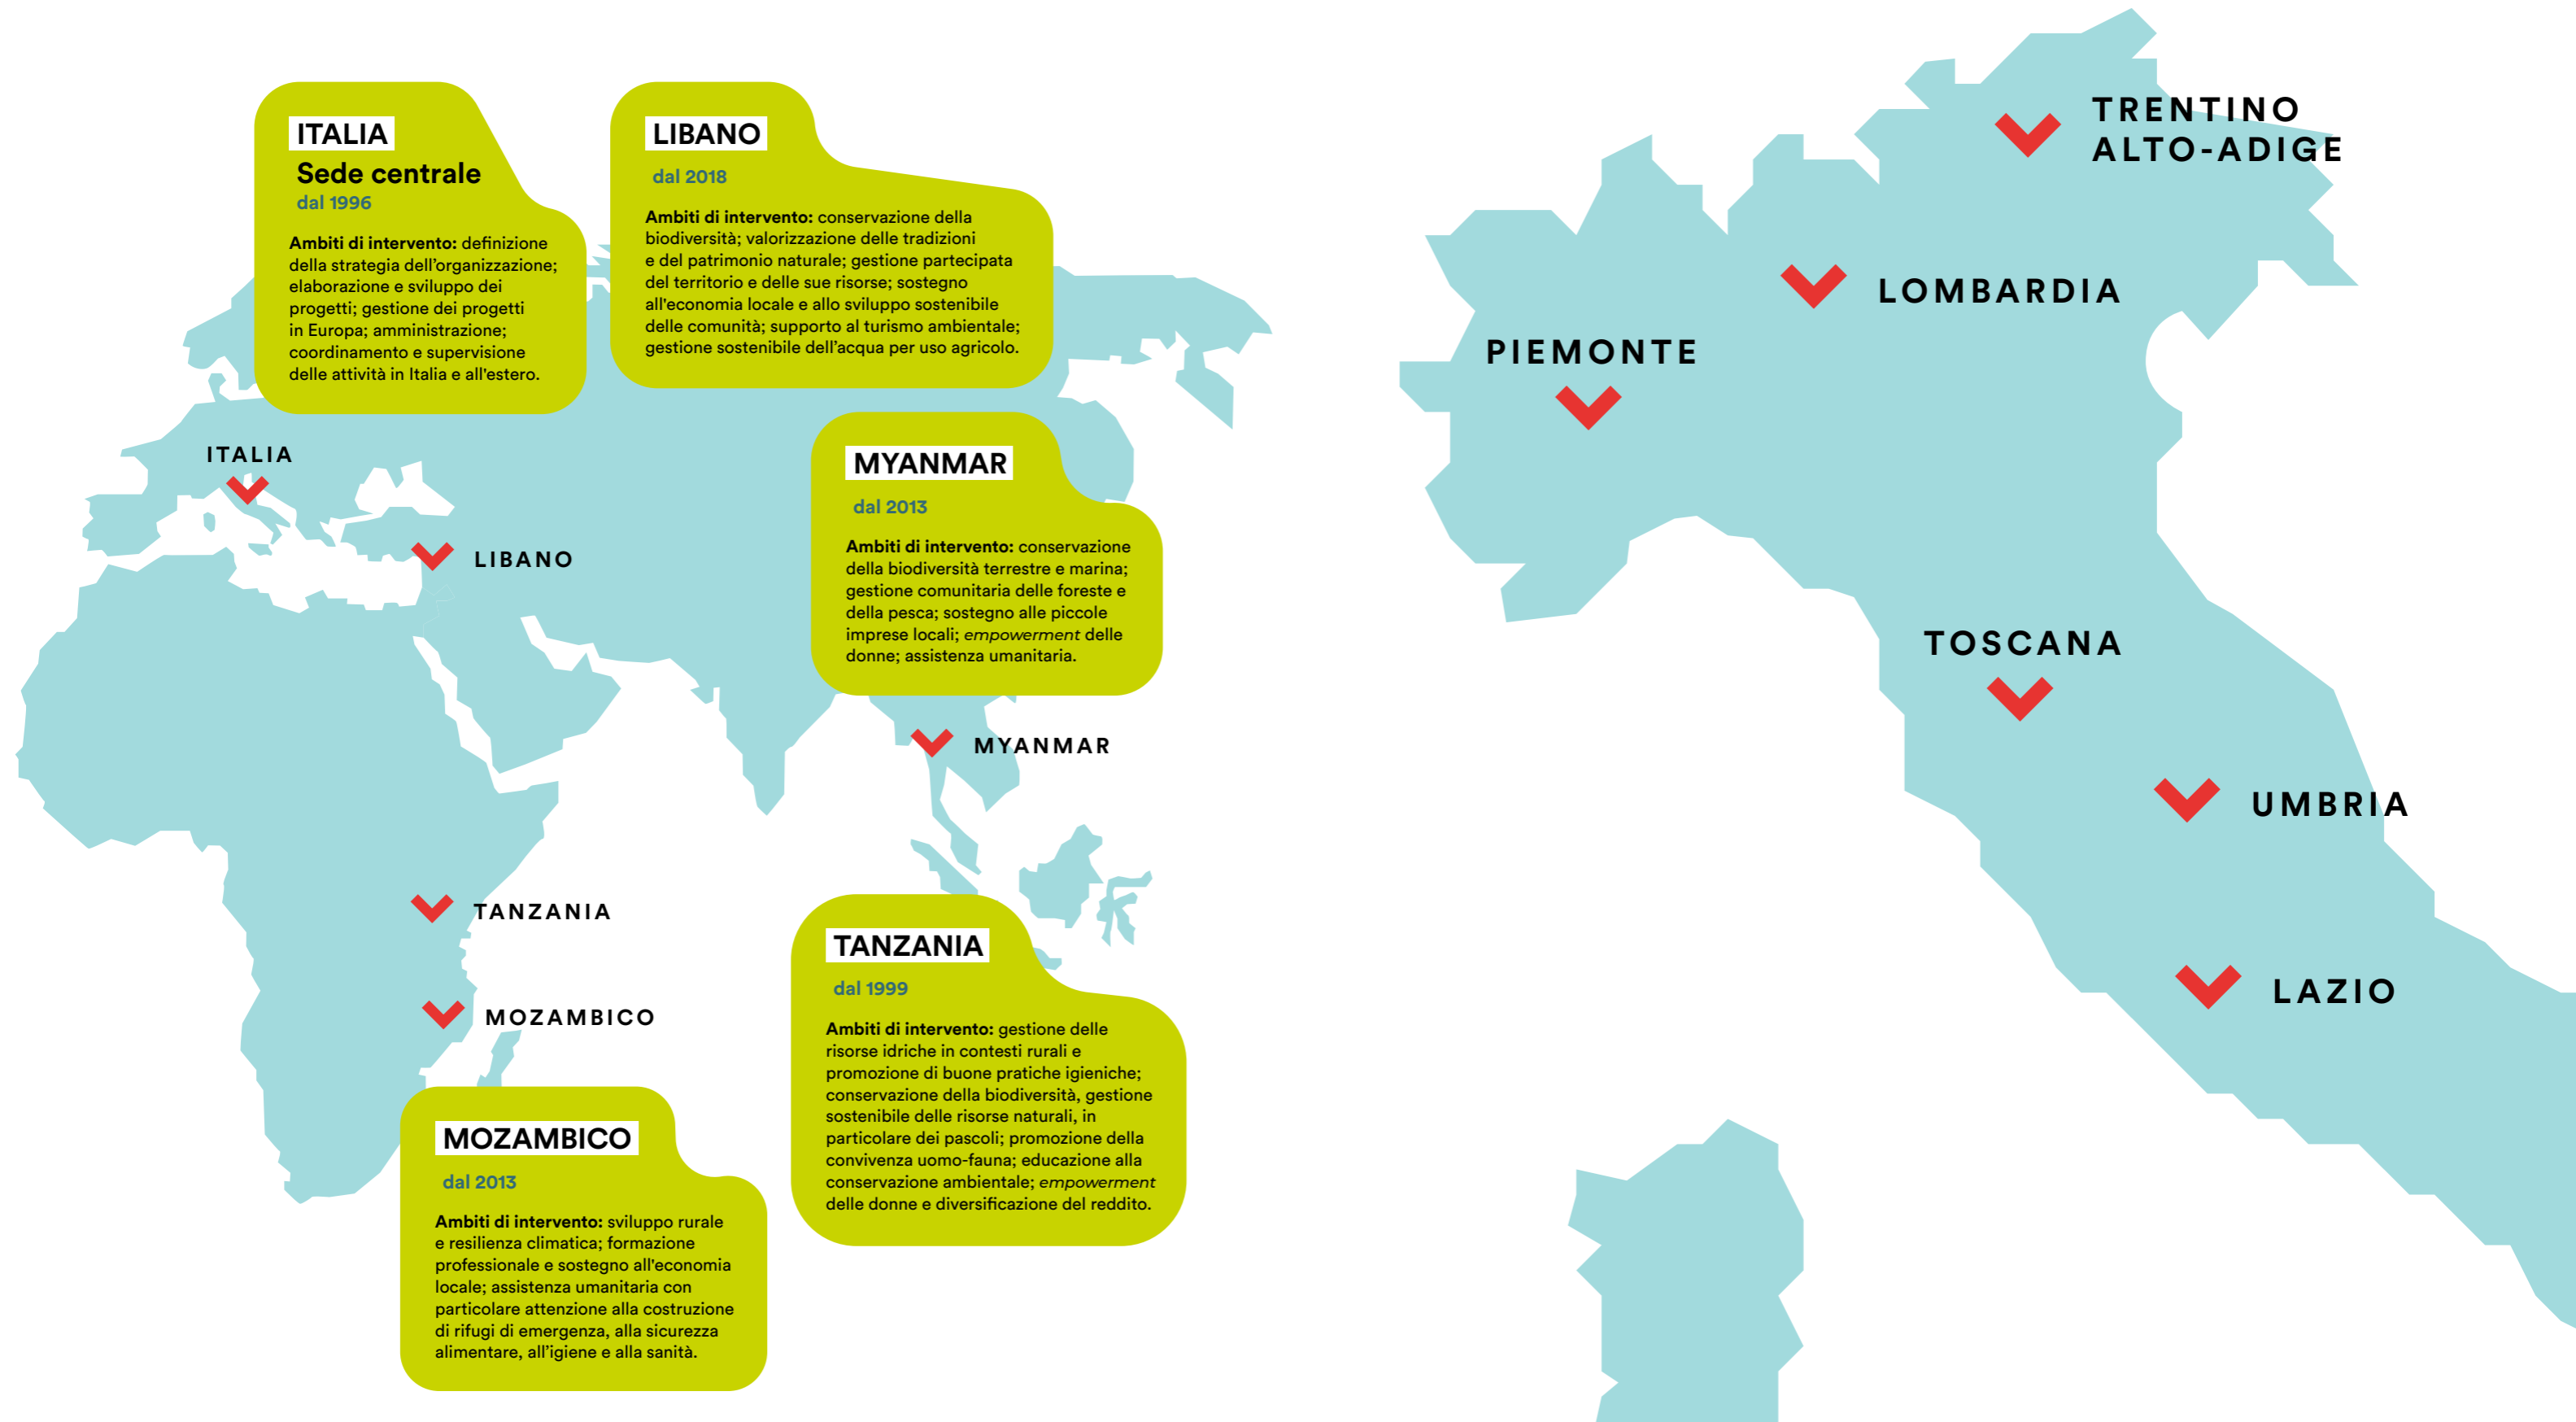 ITALIA
Sede centrale
dal 1996
Ambiti di intervento: definizione
della strategia dell’organizzazione;
elaborazione e sviluppo dei
progetti; gestione dei progetti
in Europa; amministrazione;
coordinamento e supervisione
delle attività in Italia e all'estero.
LIBANO
dal 2018
Ambiti di intervento: conservazione della
biodiversità; valorizzazione delle tradizioni
e del patrimonio naturale; gestione partecipata
del territorio e delle sue risorse; sostegno
all'economia locale e allo sviluppo sostenibile
delle comunità; supporto al turismo ambientale;
gestione sostenibile dell’acqua per uso agricolo.
MYANMAR
dal 2013
Ambiti di intervento: conservazione
della biodiversità terrestre e marina;
gestione comunitaria delle foreste e
della pesca; sostegno alle piccole
imprese locali; empowerment delle
donne; assistenza umanitaria.
ITALIA
LIBANO
MYANMAR
TANZANIA
MOZAMBICO
TANZANIA
dal 1999
Ambiti di intervento: gestione delle
risorse idriche in contesti rurali e
promozione di buone pratiche igieniche;
conservazione della biodiversità, gestione
sostenibile delle risorse naturali, in
particolare dei pascoli; promozione della
convivenza uomo-fauna; educazione alla
conservazione ambientale; empowerment
delle donne e diversificazione del reddito.
MOZAMBICO
dal 2013
Ambiti di intervento: sviluppo rurale
e resilienza climatica; formazione
professionale e sostegno all'economia
locale; assistenza umanitaria con
particolare attenzione alla costruzione
di rifugi di emergenza, alla sicurezza
alimentare, all’igiene e alla sanità.
TRENTINO
ALTO-ADIGE
LOMBARDIA
PIEMONTE
TOSCANA
UMBRIA
LAZIO